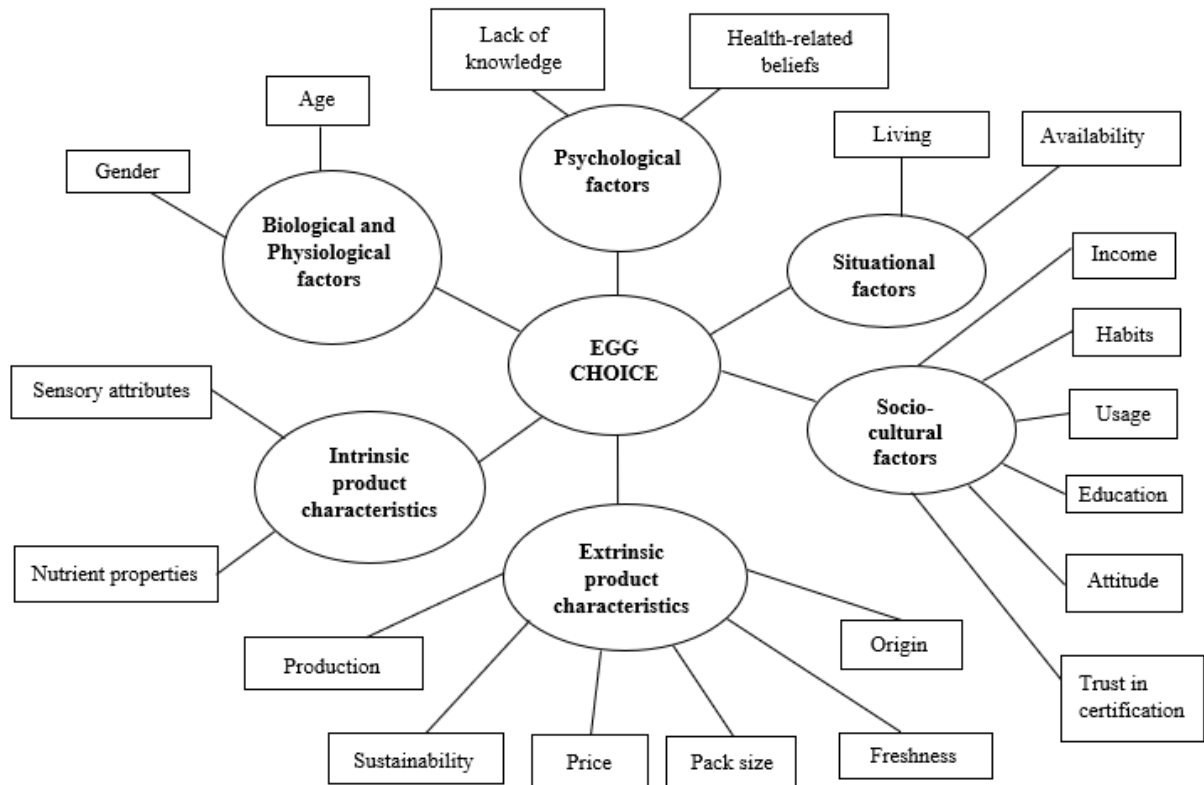 Lack of
knowledge
Health-related
beliefs
Age
Living
Availability
Gender
Psychological
factors
Biological and
Physiological
factors
Situational
factors
Income
EGG
CHOICE
Habits
Sensory attributes
Socio-
cultural
factors
Usage
Intrinsic
product
characteristics
Education
Nutrient properties
Extrinsic
product
characteristics
Attitude
Origin
Production
Trust in
certification
Sustainability
Price
Pack size
Freshness